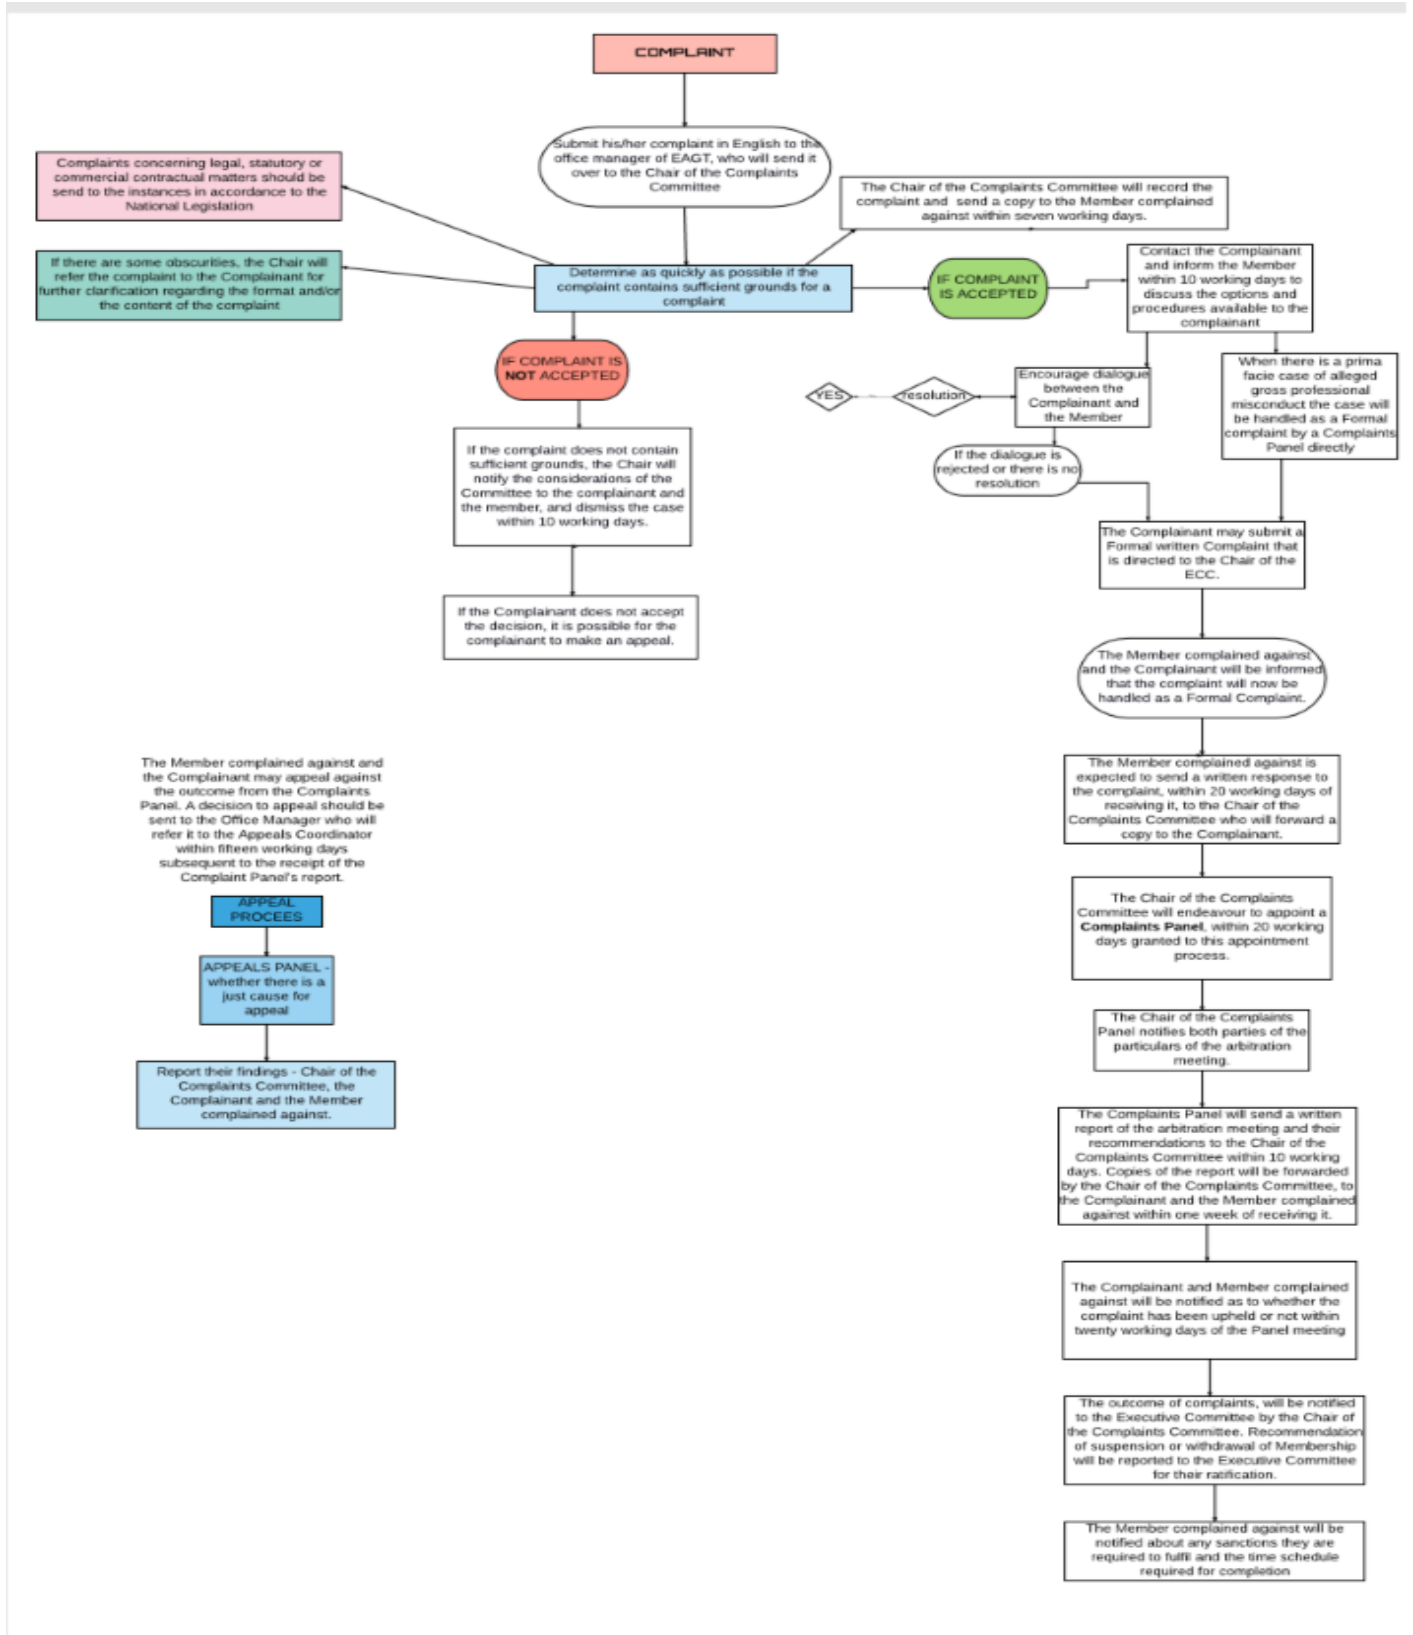 COMPLAINT
Submit his/her complaint in English to the
office manager of EAGT, who will send it
over to the Chair of the Complaints
Committee
Complaints concerning legal, statutory or
commercial contractual matters should be
send to the instances in accordance to the
National Legislation
The Chair of the Complaints Committee will record the
complaint and send a copy to the Member complained
against within seven working days.
If there are some obscurities, the Chair will
refer the complaint to the Complainant for
further clarification regarding the format and/or
the content of the complaint
Determine as quickly as possible if the
complaint contains sufficient grounds for a
complaint
IF COMPLAINT
IS ACCEPTED
Contact the Complainant
and inform the Member
within 10 working days to
discuss the options and
procedures available to the
complainant
IF COMPLAINT IS
NOT ACCEPTED
YES
resolution
Encourage dialogue
between the
Complainant and
the Member
When there is a prima
facie case of alleged
gross professional
misconduct the case will
be handled as a Formal
complaint by a Complaints
Panel directly
If the complaint does not contain
sufficient grounds, the Chair will
notify the considerations of the
Committee to the complainant and
the member, and dismiss the case
within 10 working days.
If the dialogue is
rejected or there is no
resolution
The Complainant may submit a
Formal written Complaint that
is directed to the Chair of the
ECC.
If the Complainant does not accept
the decision, it is possible for the
complainant to make an appeal.
The Member complained against
and the Complainant will be informed
that the complaint will now be
handled as a Formal Complaint.
The Member complained against and
the Complainant may appeal against
the outcome from the Complaints
Panel. A decision to appeal should be
sent to the Office Manager who will
refer it to the Appeals Coordinator
within fifteen working days
subsequent to the receipt of the
Complaint Panel's report.
APPEAL
PROCEES
APPEALS PANEL -
whether there is a
just cause for
appeal
Report their findings - Chair of the
Complaints Committee, the
Complainant and the Member
complained against.
The Member complained against is
expected to send a written response to
the complaint, within 20 working days of
receiving it, to the Chair of the
Complaints Committee who will forward a
copy to the Complainant.
The Chair of the Complaints
Committee will endeavour to appoint a
Complaints Panel, within 20 working
days granted to this appointment
process.
The Chair of the Complaints
Panel notifies both parties of the
particulars of the arbitration
meeting.
The Complaints Panel will send a written
report of the arbitration meeting and their
recommendations to the Chair of the
Complaints Committee within 10 working
days. Copies of the report will be forwarded
by the Chair of the Complaints Committee, to
the Complainant and the Member complained
against within one week of receiving it.
The Complainant and Member complained
against will be notified as to whether the
complaint has been upheld or not within
twenty working days of the Panel meeting
The outcome of complaints, will be notified
to the Executive Committee by the Chair of
the Complaints Committee. Recommendation
of suspension or withdrawal of Membership
will be reported to the Executive Committee
for their ratification.
The Member complained against will be
notified about any sanctions they are
required to fulfil and the time schedule
required for completion